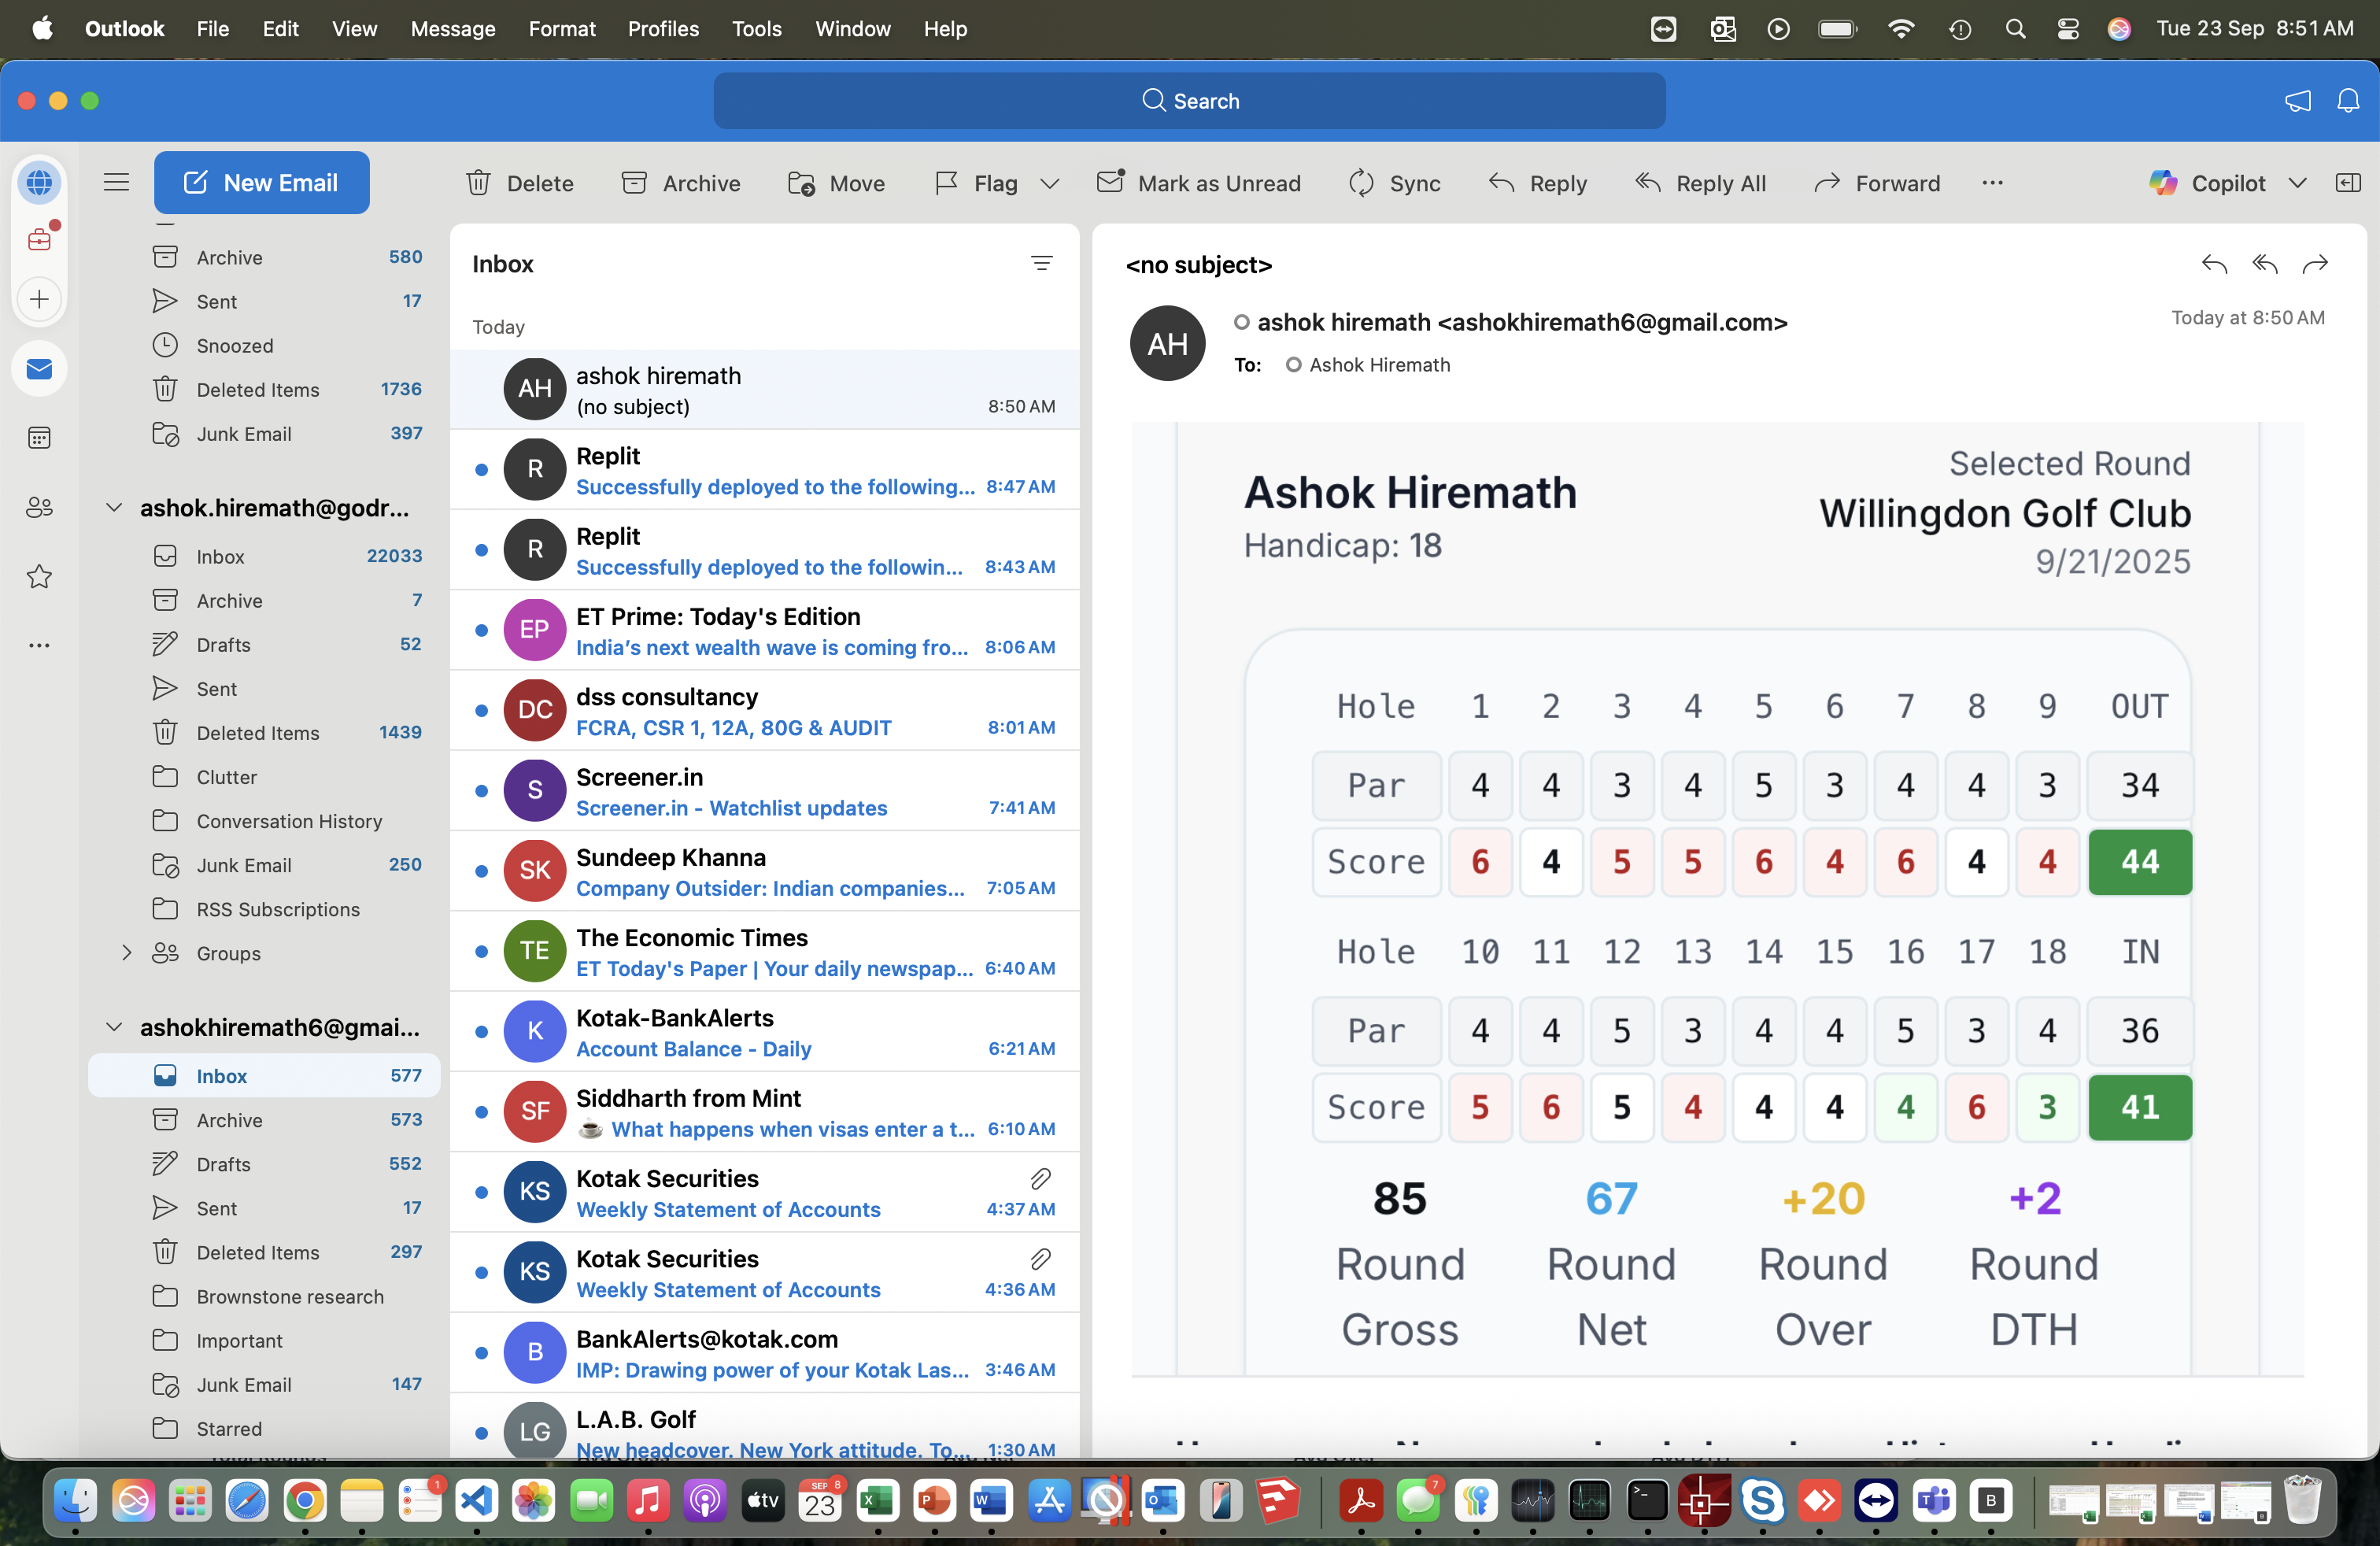 Outlook File Edit View Message Format Profiles Tools Window Help Tue 23 Sep 8:51 AM
Search
New Email Delete Archive Move Flag Mark as Unread Sync Reply Reply All Forward Copilot
Archive 580
Sent 17
Snoozed
Deleted Items 1736
Junk Email 397
ashok.hiremath@godr...
Inbox 22033
Archive 7
Drafts 52
Sent
Deleted Items 1439
Clutter
Conversation History
Junk Email 250
RSS Subscriptions
Groups
ashokhiremath6@gmai...
Inbox 577
Archive 573
Drafts 552
Sent 17
Deleted Items 297
Brownstone research
Important
Junk Email 147
Starred
Inbox
Today
AH ashok hiremath
(no subject) 8:50 AM
R Replit
Successfully deployed to the following... 8:47 AM
R Replit
Successfully deployed to the followin... 8:43 AM
EP ET Prime: Today's Edition
India's next wealth wave is coming fro... 8:06 AM
DC dss consultancy
FCRA, CSR 1, 12A, 80G & AUDIT 8:01 AM
S Screener.in
Screener.in - Watchlist updates 7:41 AM
SK Sundeep Khanna
Company Outsider: Indian companies... 7:05 AM
TE The Economic Times
ET Today's Paper | Your daily newspap... 6:40 AM
K Kotak-BankAlerts
Account Balance - Daily 6:21 AM
SF Siddharth from Mint
☕ What happens when visas enter a t... 6:10 AM
KS Kotak Securities
Weekly Statement of Accounts 4:37 AM
KS Kotak Securities
Weekly Statement of Accounts 4:36 AM
B BankAlerts@kotak.com
IMP: Drawing power of your Kotak Las... 3:46 AM
LG L.A.B. Golf
New headcover. New York attitude. To... 1:30 AM
<no subject>
AH ashok hiremath <ashokhiremath6@gmail.com> Today at 8:50 AM
To: Ashok Hiremath
Selected Round
Ashok Hiremath
Willingdon Golf Club
Handicap: 18
9/21/2025
Hole 1 2 3 4 5 6 7 8 9 OUT
Par 4 4 3 4 5 3 4 4 3 34
Score 6 4 5 5 6 4 6 4 4 44
Hole 10 11 12 13 14 15 16 17 18 IN
Par 4 4 5 3 4 4 5 3 4 36
Score 5 6 5 4 4 4 4 6 3 41
85 67 +20 +2
Round Round Round Round
Gross Net Over DTH
1 tv SEP 8 23 X P W O 7 S B